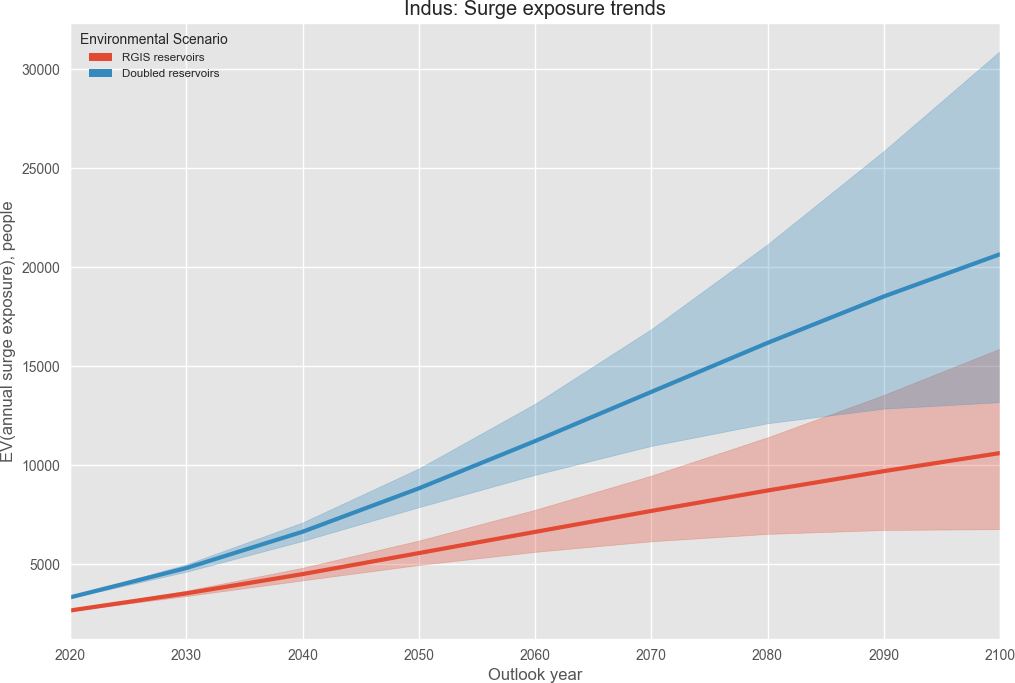 Indus: Surge exposure trends
Environmental Scenario
RGIS reservoirs
Doubled reservoirs
EV(annual surge exposure), people
30000
25000
20000
15000
10000
5000
2020 2030 2040 2050 2060 2070 2080 2090 2100
Outlook year